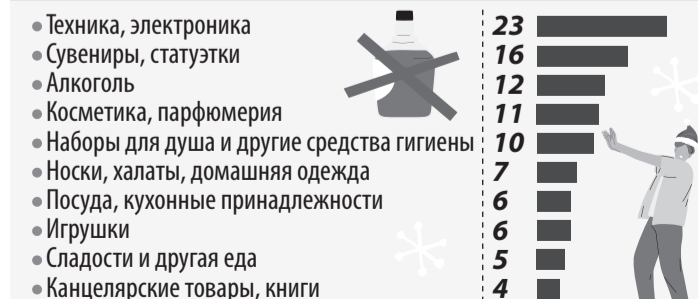 Техника, электроника 23
Сувениры, статуэтки 16
Алкоголь 12
Косметика, парфюмерия 11
Наборы для душа и другие средства гигиены 10
Носки, халаты, домашняя одежда 7
Посуда, кухонные принадлежности 6
Игрушки 6
Сладости и другая еда 5
Канцелярские товары, книги 4